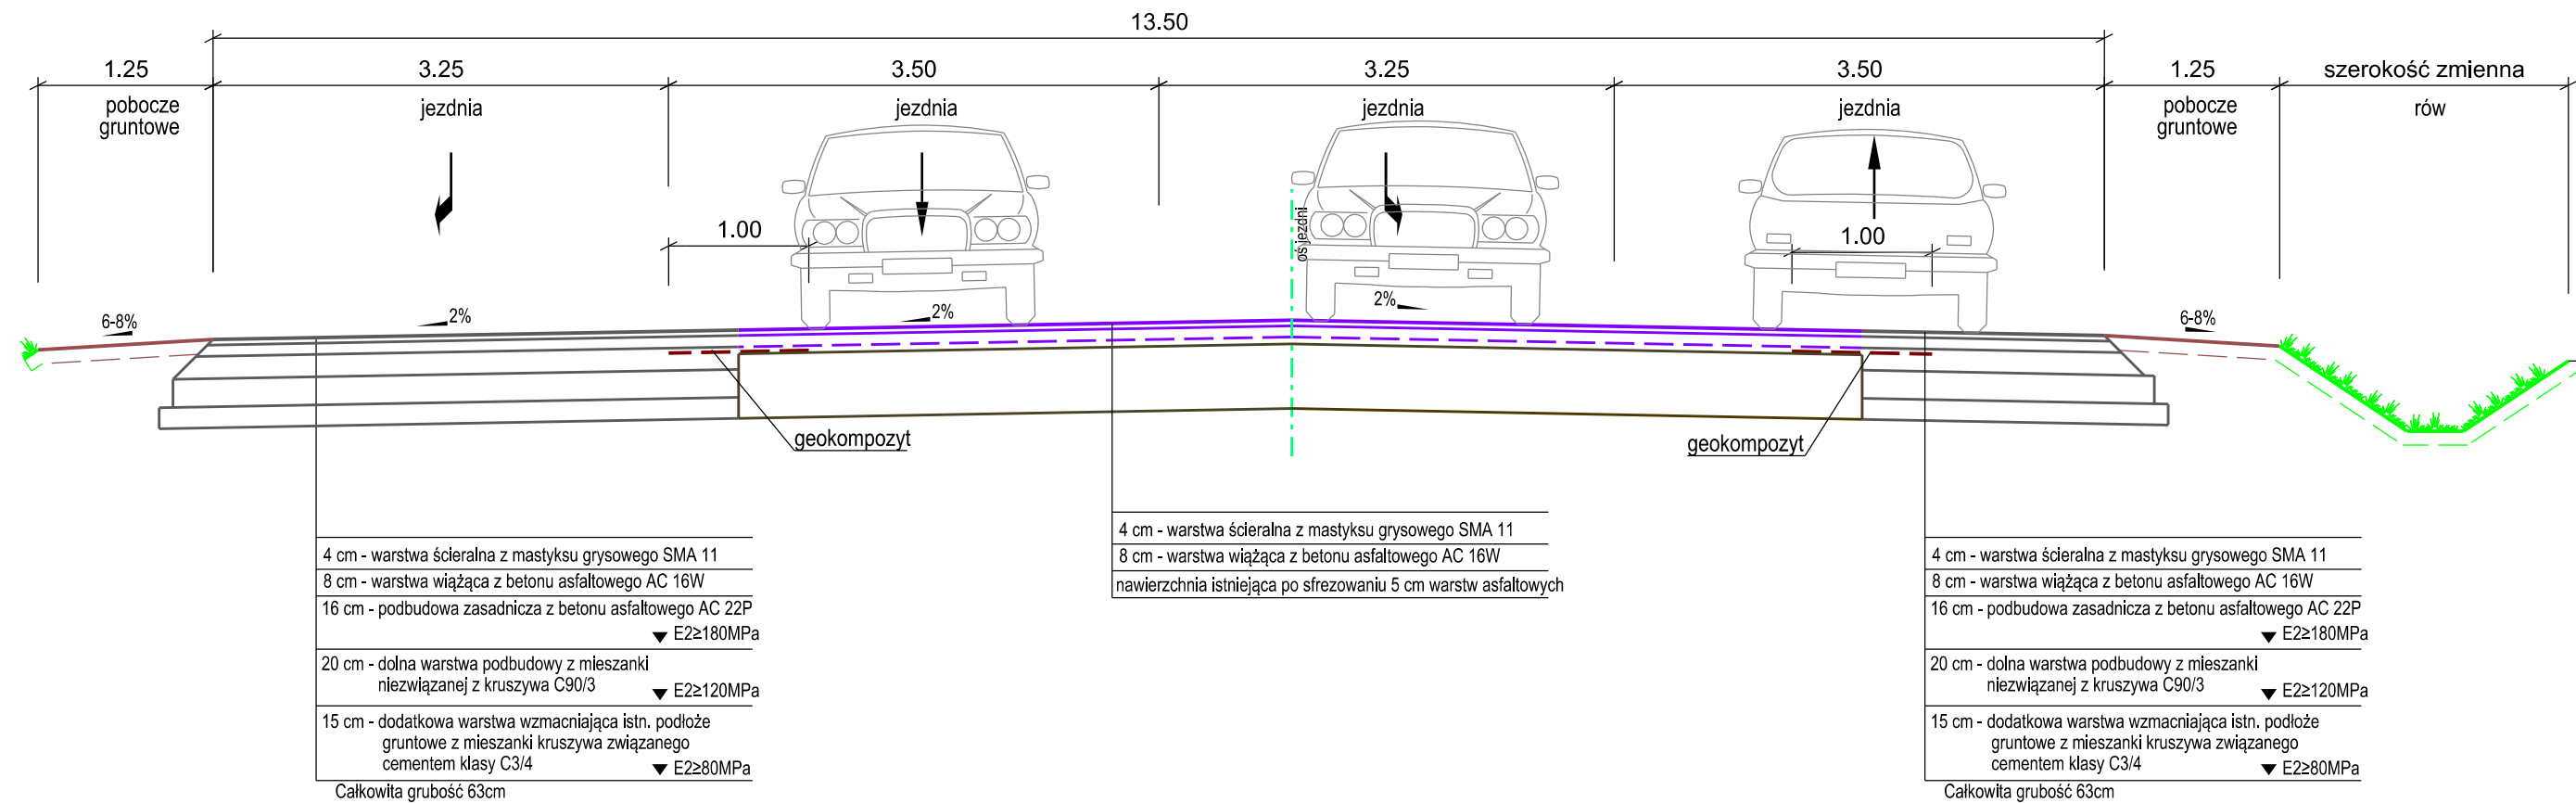 13.50
1.25
3.25
3.50
3.25
3.50
1.25
szerokość zmienna
pobocze
gruntowe
jezdnia
jezdnia
jezdnia
jezdnia
pobocze
gruntowe
rów
1.00
oś jezdni
1.00
6-8%
2%
2%
2%
6-8%
geokompozyt
geokompozyt
4 cm - warstwa ścieralna z mastyksu grysowego SMA 11
8 cm - warstwa wiążąca z betonu asfaltowego AC 16W
16 cm - podbudowa zasadnicza z betonu asfaltowego AC 22P
E2≥180MPa
20 cm - dolna warstwa podbudowy z mieszanki
niezwiązanej z kruszywa C90/3
E2≥120MPa
15 cm - dodatkowa warstwa wzmacniająca istn. podłoże
gruntowe z mieszanki kruszywa związanego
cementem klasy C3/4
E2≥80MPa
Całkowita grubość 63cm
4 cm - warstwa ścieralna z mastyksu grysowego SMA 11
8 cm - warstwa wiążąca z betonu asfaltowego AC 16W
nawierzchnia istniejąca po sfrezowaniu 5 cm warstw asfaltowych
4 cm - warstwa ścieralna z mastyksu grysowego SMA 11
8 cm - warstwa wiążąca z betonu asfaltowego AC 16W
16 cm - podbudowa zasadnicza z betonu asfaltowego AC 22P
E2≥180MPa
20 cm - dolna warstwa podbudowy z mieszanki
niezwiązanej z kruszywa C90/3
E2≥120MPa
15 cm - dodatkowa warstwa wzmacniająca istn. podłoże
gruntowe z mieszanki kruszywa związanego
cementem klasy C3/4
E2≥80MPa
Całkowita grubość 63cm